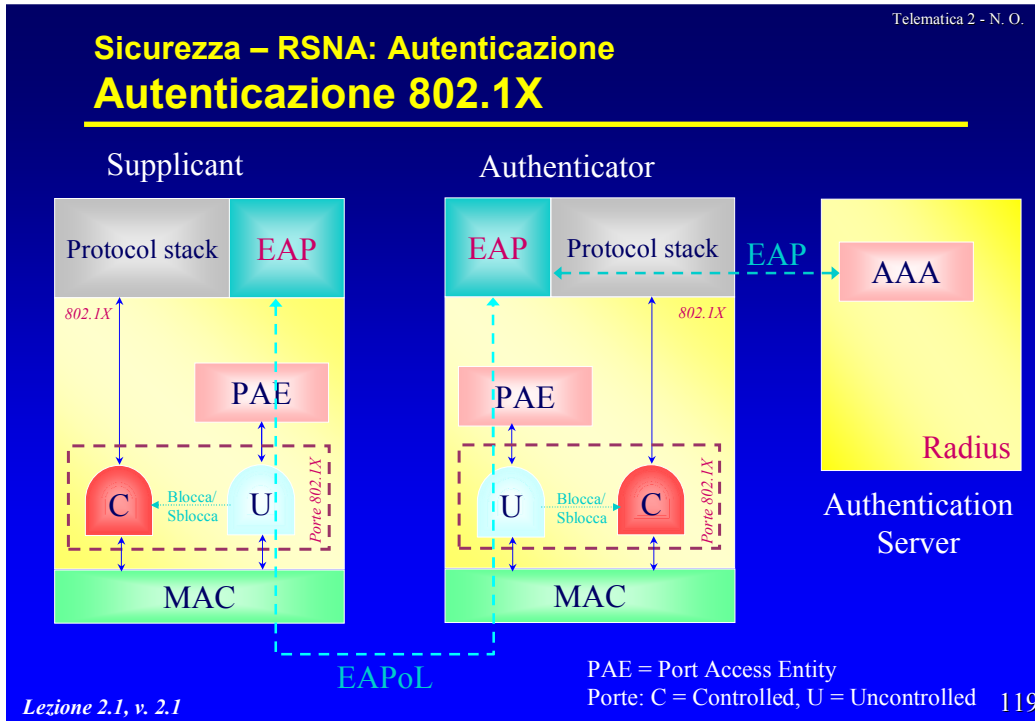 Telematica 2 - N. O.
Sicurezza – RSNA: Autenticazione
Autenticazione 802.1X
Supplicant
Authenticator
Protocol stack
EAP
EAP
Protocol stack
EAP
AAA
802.1X
802.1X
PAE
PAE
Radius
C
Blocca/
Sblocca
U
Porte 802.1X
U
Blocca/
Sblocca
C
Porte 802.1X
Authentication
Server
MAC
MAC
EAPoL
PAE = Port Access Entity
Porte: C = Controlled, U = Uncontrolled
Lezione 2.1, v. 2.1
119